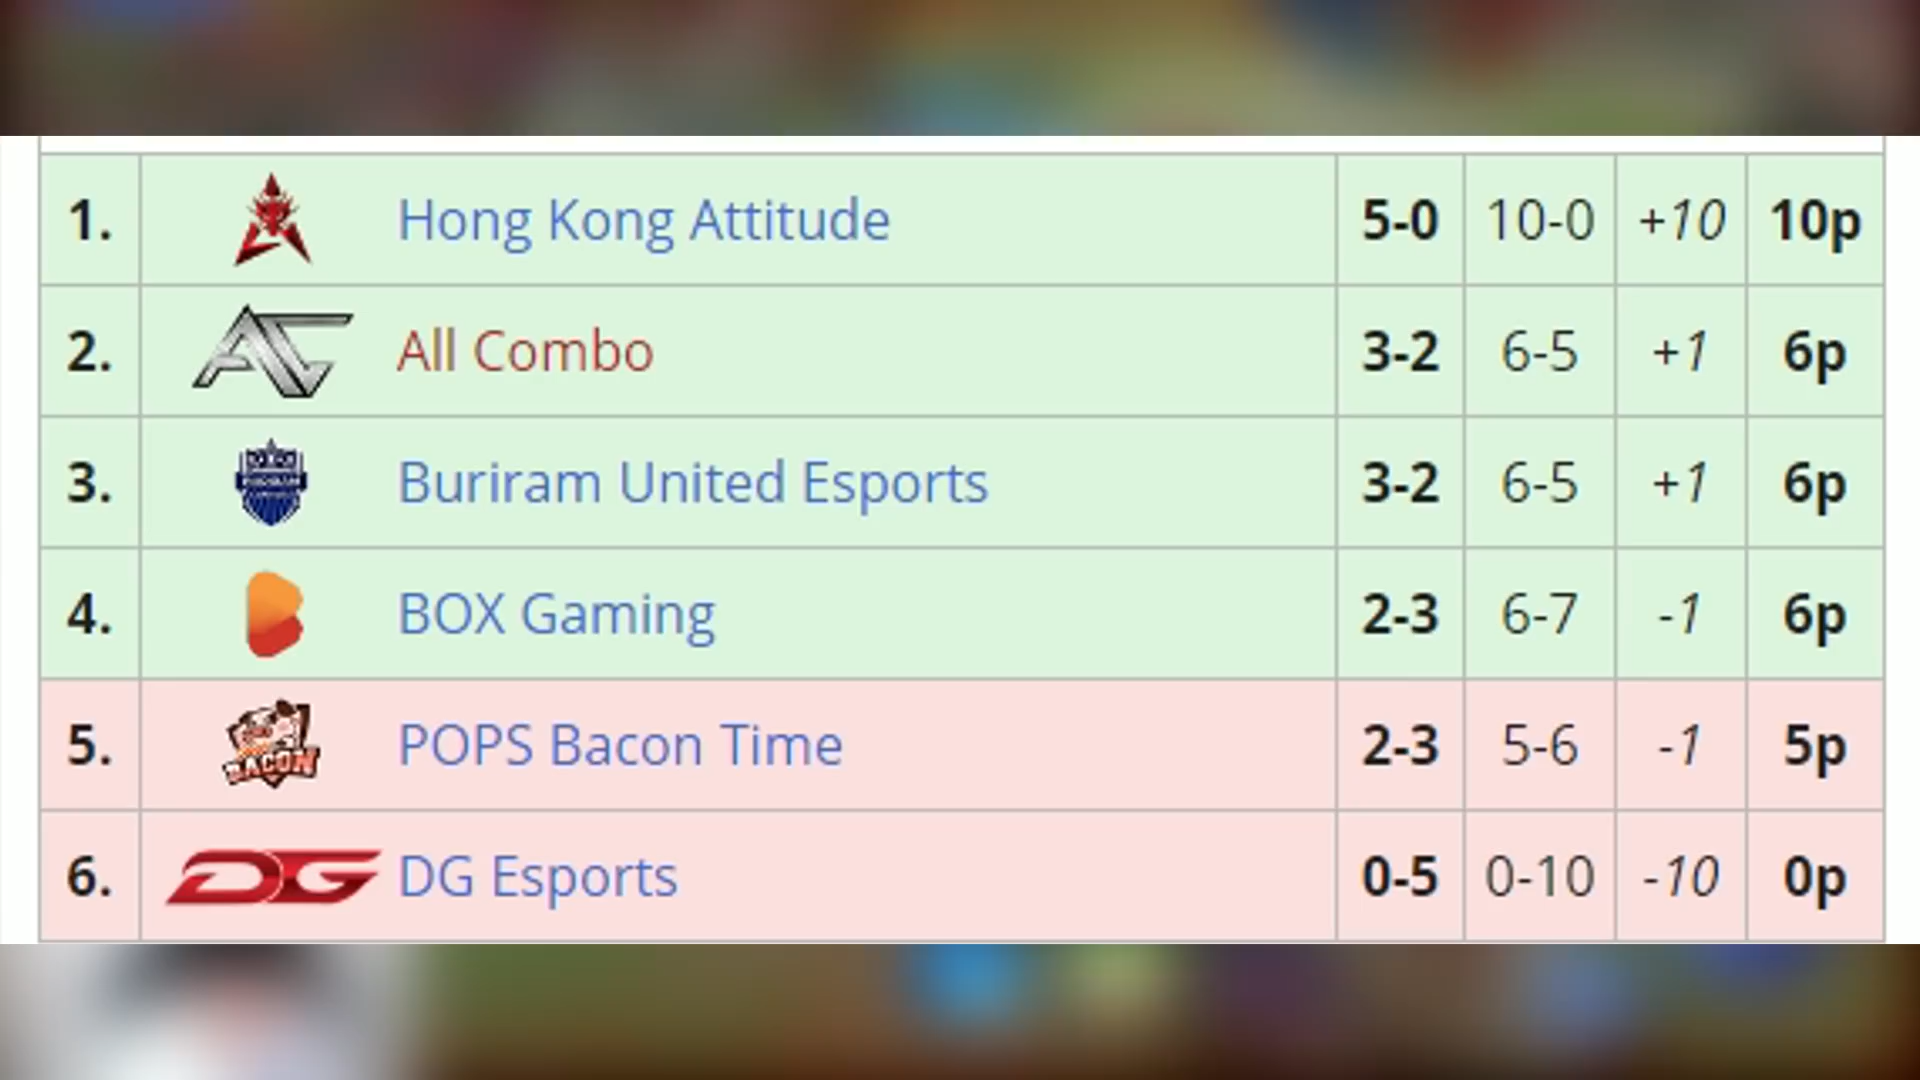 1. Hong Kong Attitude 5-0 10-0 +10 10p
2. AC All Combo 3-2 6-5 +1 6p
3. Buriram United Esports 3-2 6-5 +1 6p
4. BOX Gaming 2-3 6-7 -1 6p
5. BACON POPS Bacon Time 2-3 5-6 -1 5p
6. DG DG Esports 0-5 0-10 -10 0p